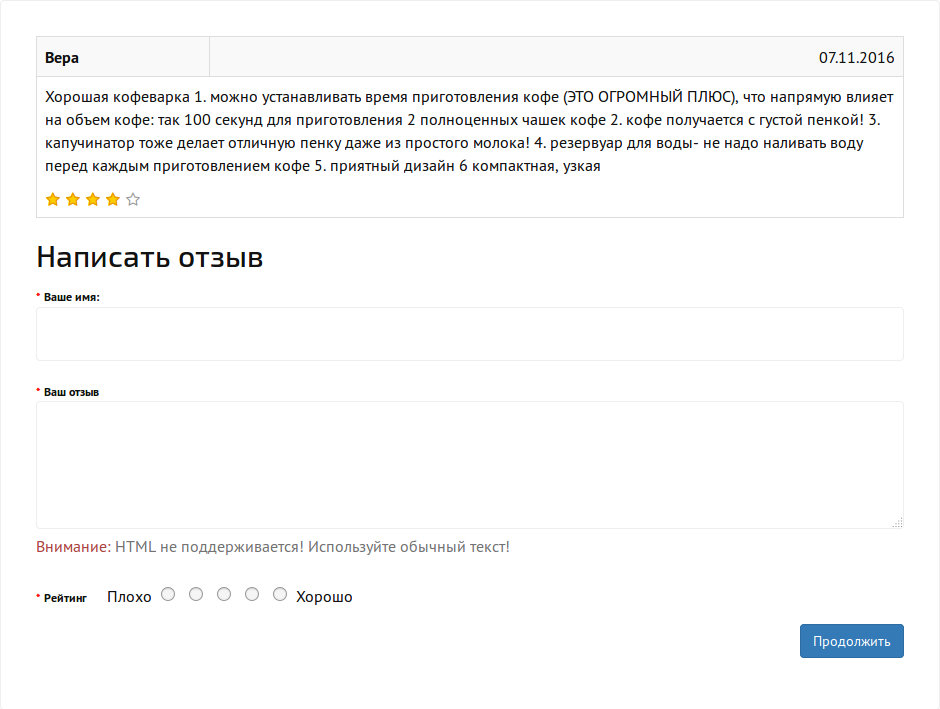 Вера
07.11.2016
Хорошая кофеварка 1. можно устанавливать время приготовления кофе (ЭТО ОГРОМНЫЙ ПЛЮС), что напрямую влияет
на объем кофе: так 100 секунд для приготовления 2 полноценных чашек кофе 2. кофе получается с густой пенкой! 3.
капучинатор тоже делает отличную пенку даже из простого молока! 4. резервуар для воды- не надо наливать воду
перед каждым приготовлением кофе 5. приятный дизайн 6 компактная, узкая
Написать отзыв
* Ваше имя:
* Ваш отзыв
Внимание: HTML не поддерживается! Используйте обычный текст!
* Рейтинг Плохо Хорошо
Продолжить